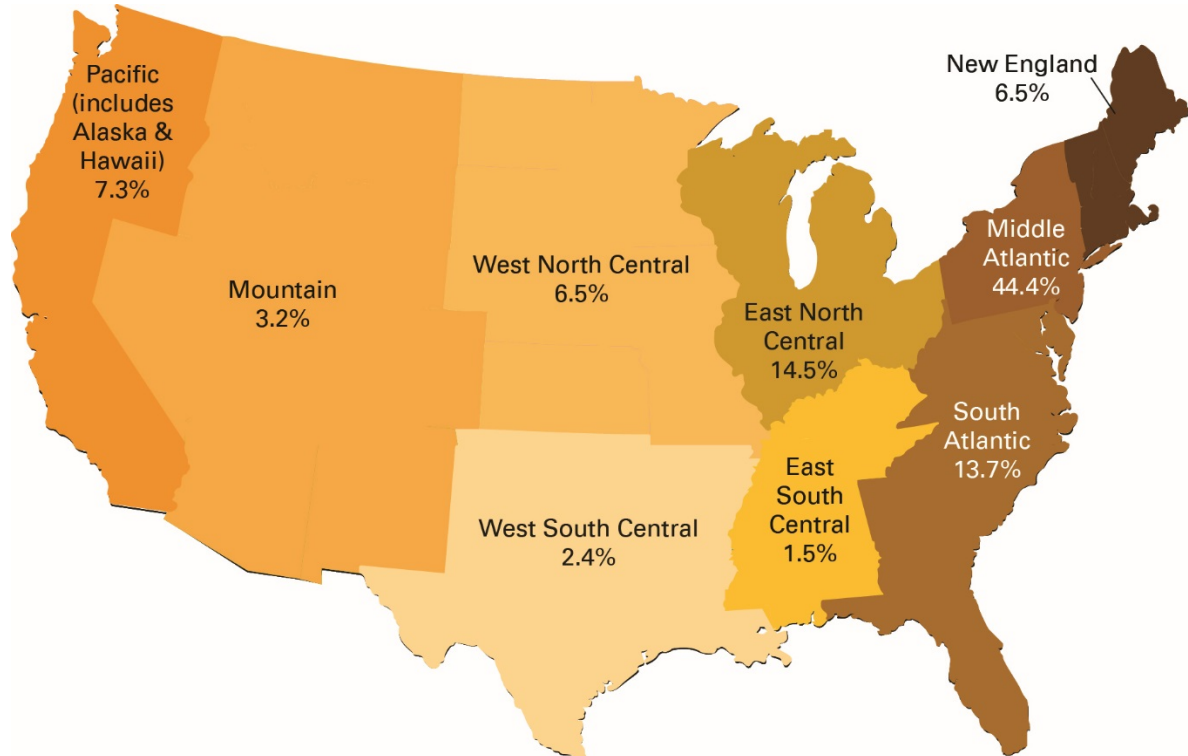 Pacific
(includes
Alaska &
Hawaii)
7.3%
Mountain
3.2%
West North Central
6.5%
West South Central
2.4%
East North
Central
14.5%
East
South
Central
1.5%
New England
6.5%
Middle
Atlantic
44.4%
South
Atlantic
13.7%